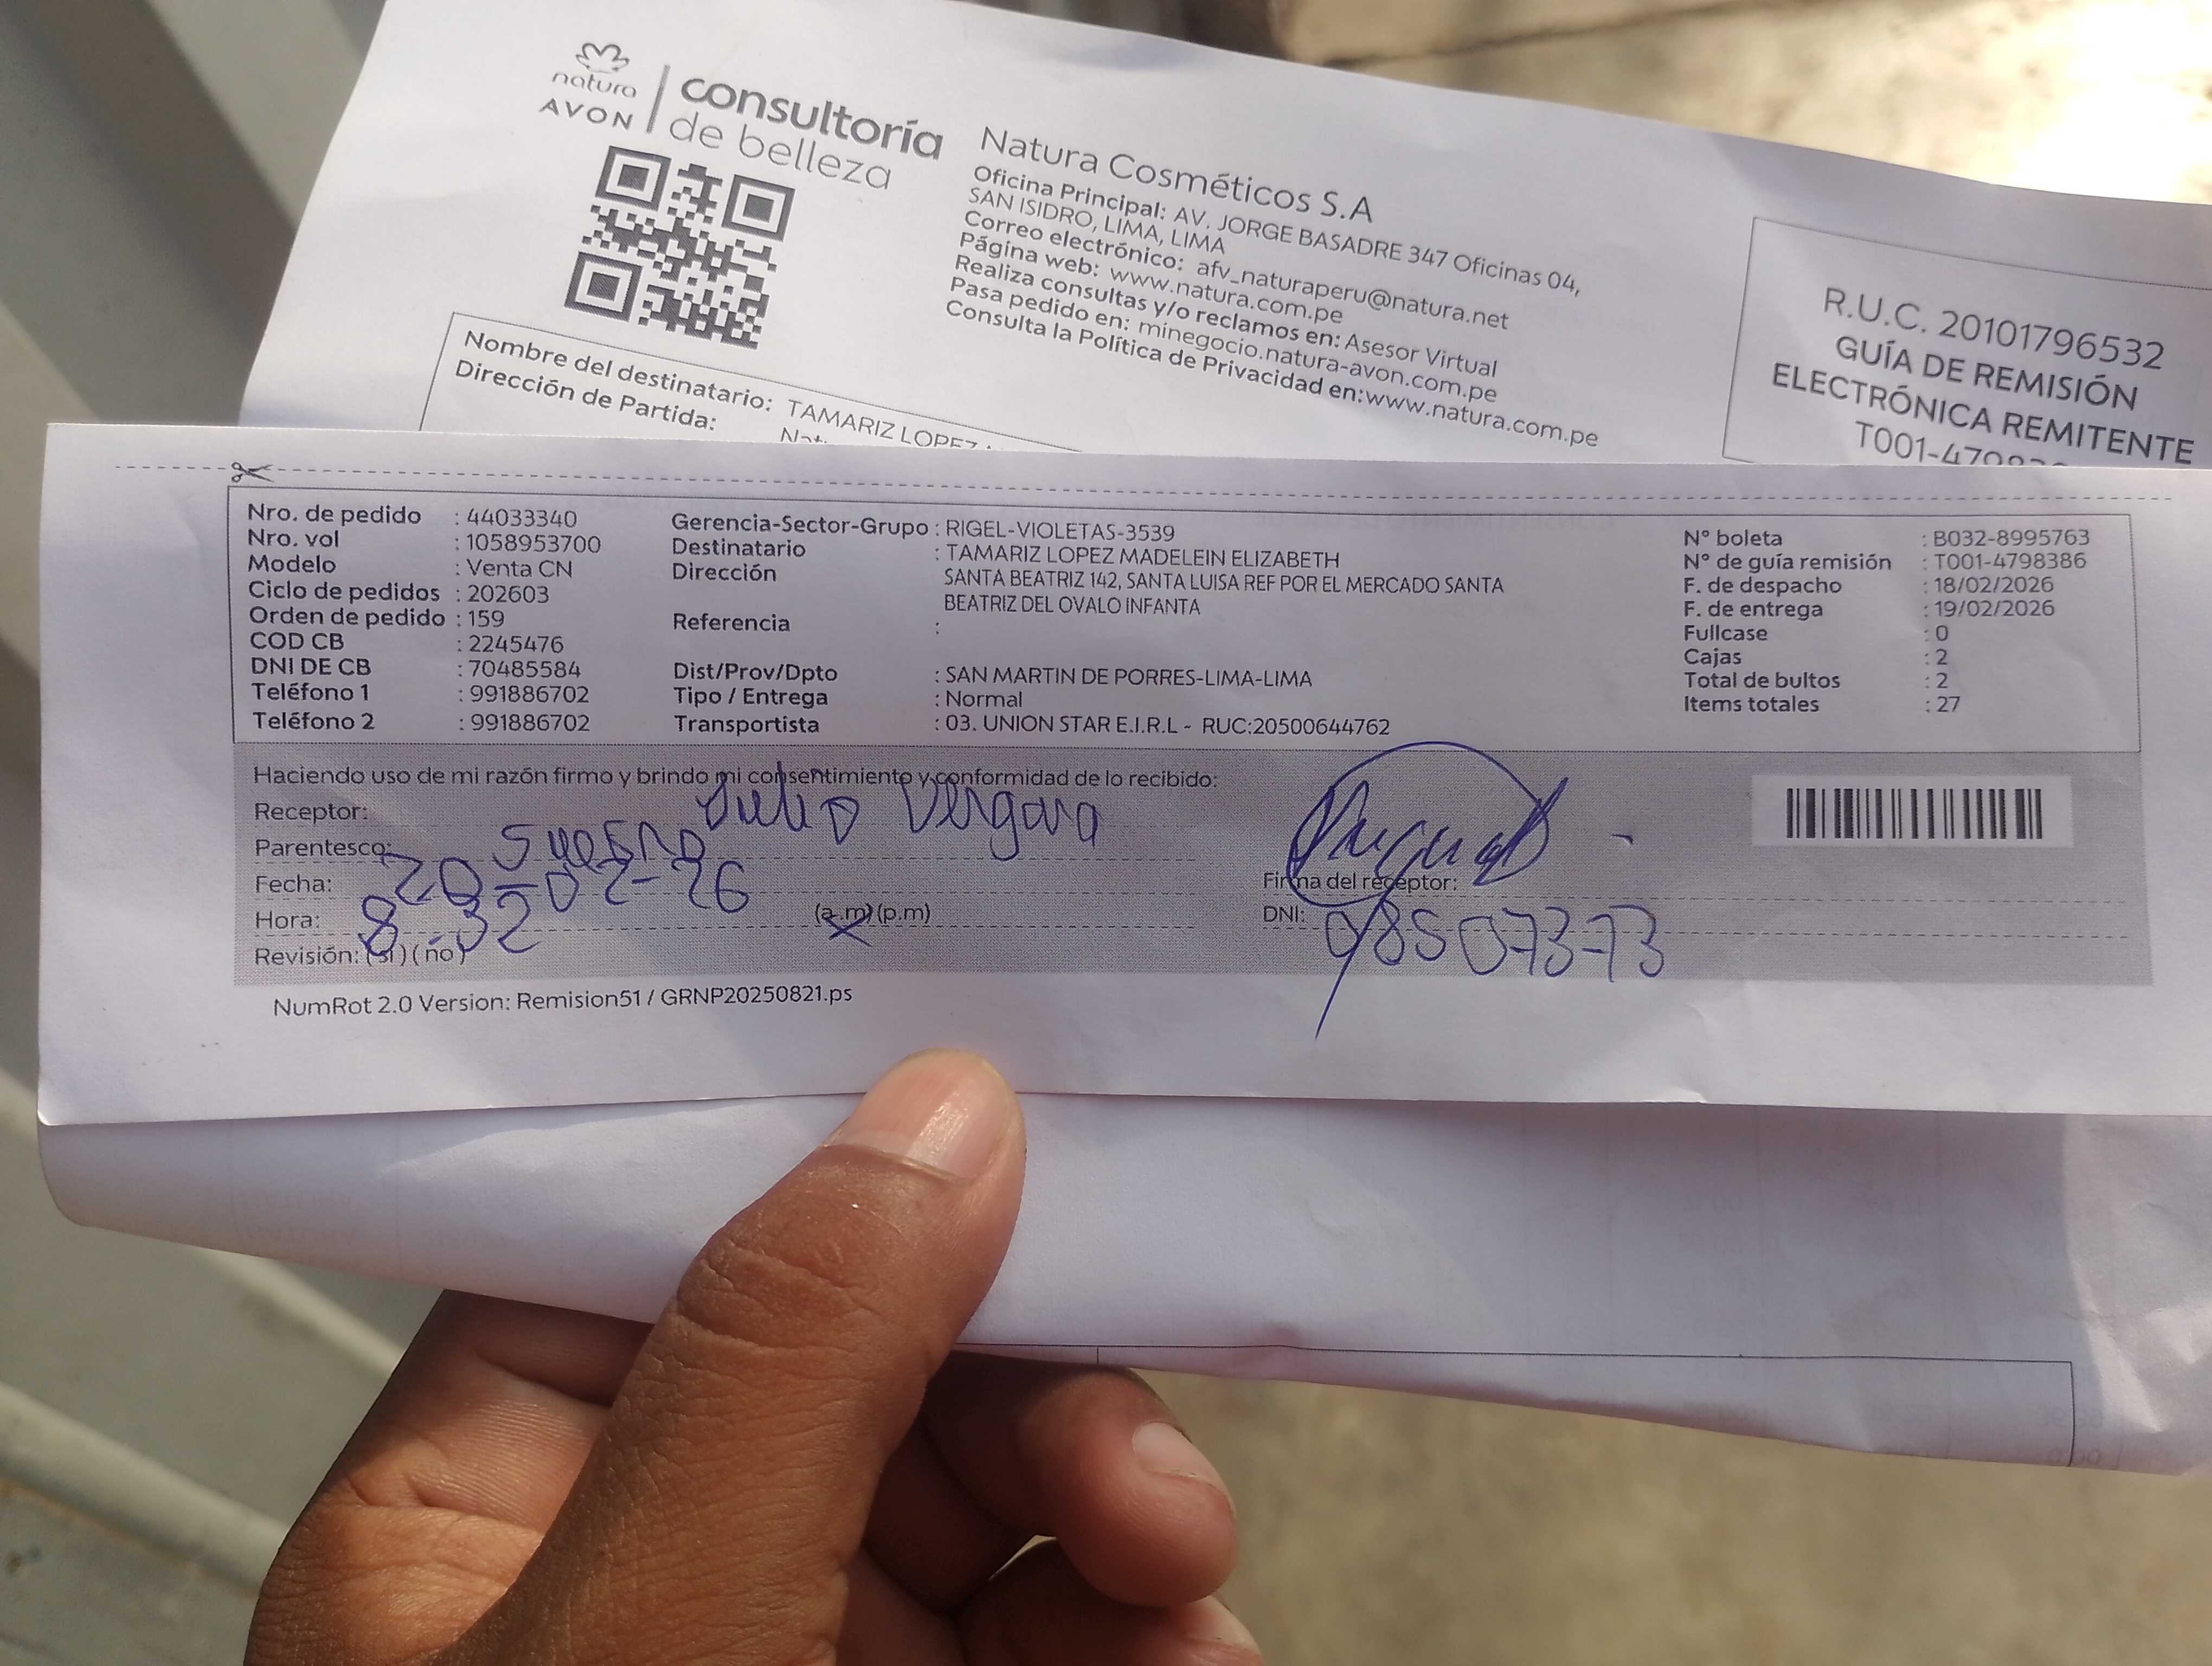 natura
AVON
consultoría
de belleza
Natura Cosméticos S.A
Oficina Principal: AV. JORGE BASADRE 347 Oficinas 04,
SAN ISIDRO, LIMA, LIMA
Correo electrónico: afv_naturaperu@natura.net
Página web: www.natura.com.pe
Realiza consultas y/o reclamos en: Asesor Virtual
Pasa pedido en: minegocio.natura-avon.com.pe
Consulta la Política de Privacidad en:www.natura.com.pe
R.U.C. 20101796532
GUÍA DE REMISIÓN
ELECTRÓNICA REMITENTE
Nombre del destinatario: TAMARIZ LOPEZ
Dirección de Partida:
Nro. de pedido : 44033340
Nro. vol : 1058953700
Modelo : Venta CN
Ciclo de pedidos : 202603
Orden de pedido : 159
COD CB : 2245476
DNI DE CB : 70485584
Teléfono 1 : 991886702
Teléfono 2 : 991886702
Gerencia-Sector-Grupo : RIGEL-VIOLETAS-3539
Destinatario : TAMARIZ LOPEZ MADELEIN ELIZABETH
Dirección SANTA BEATRIZ 142, SANTA LUISA REF POR EL MERCADO SANTA
BEATRIZ DEL OVALO INFANTA
Referencia :
Dist/Prov/Dpto : SAN MARTIN DE PORRES-LIMA-LIMA
Tipo / Entrega : Normal
Transportista : 03. UNION STAR E.I.R.L - RUC:20500644762
N° boleta : B032-8995763
N° de guía remisión : T001-4798386
F. de despacho : 18/02/2026
F. de entrega : 19/02/2026
Fullcase : 0
Cajas : 2
Total de bultos : 2
Items totales : 27
Haciendo uso de mi razón firmo y brindo mi consentimiento y conformidad de lo recibido:
Receptor: Julio Vergara
Parentesco: Suegro
Fecha: 20-02-26
Hora: 8:32 (a.m)(p.m)
Revisión: (si)(no)
Firma del receptor:
DNI: 09850737-73
NumRot 2.0 Version: Remision51 / GRNP20250821.ps